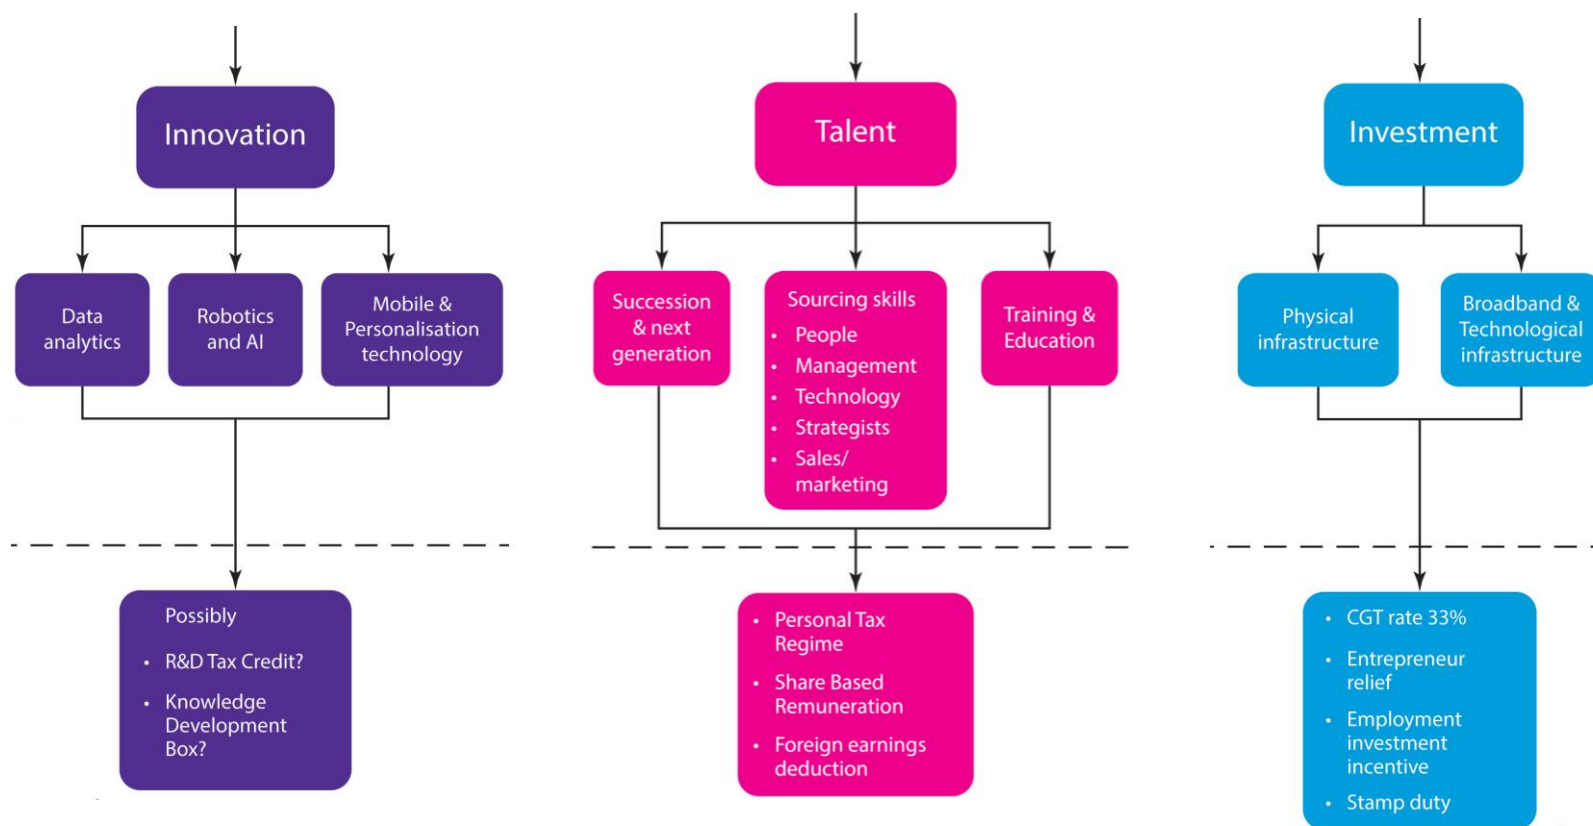 Innovation
Data
analytics
Robotics
and AI
Mobile &
Personalisation
technology
Possibly
• R&D Tax Credit?
• Knowledge
Development
Box?
Talent
Succession
& next
generation
Sourcing skills
• People
• Management
• Technology
• Strategists
• Sales/
marketing
Training &
Education
• Personal Tax
Regime
• Share Based
Remuneration
• Foreign earnings
deduction
Investment
Physical
infrastructure
Broadband &
Technological
infrastructure
• CGT rate 33%
• Entrepreneur
relief
• Employment
investment
incentive
• Stamp duty